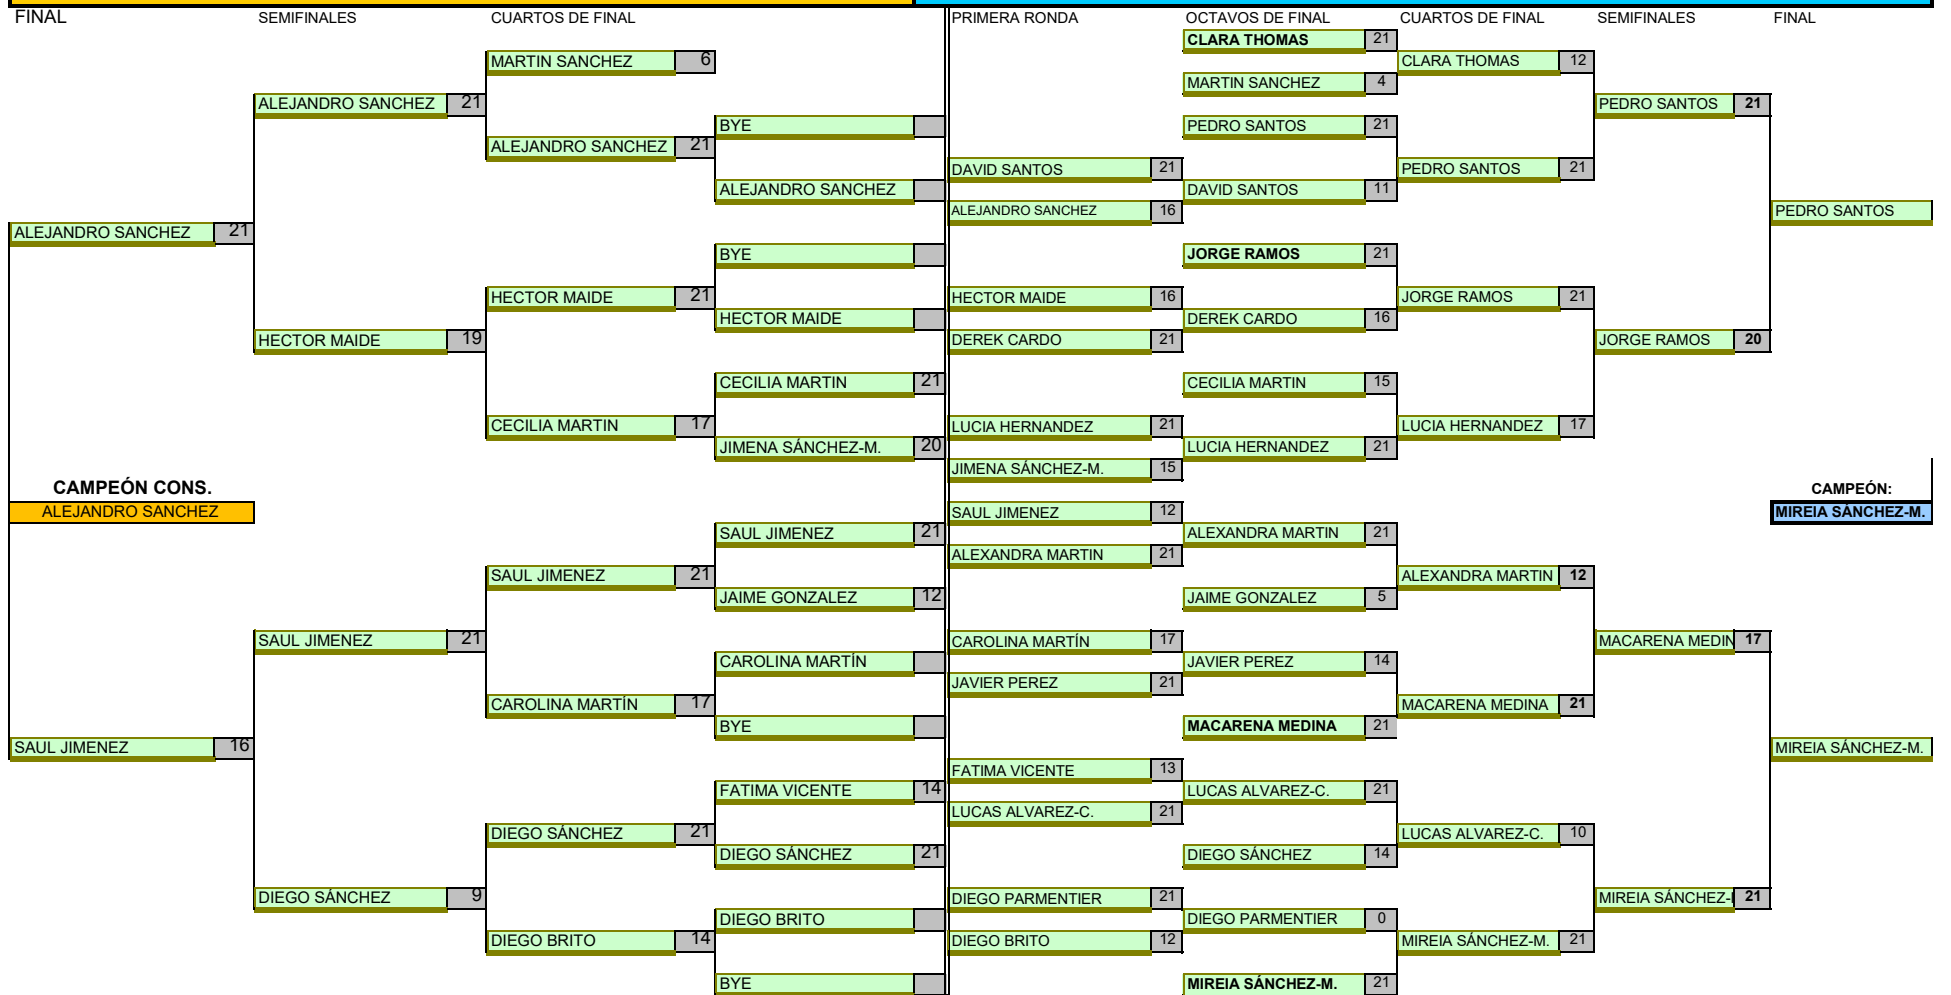 FINAL SEMIFINALES CUARTOS DE FINAL PRIMERA RONDA OCTAVOS DE FINAL CUARTOS DE FINAL SEMIFINALES FINAL
CLARA THOMAS 21
MARTIN SANCHEZ 6 CLARA THOMAS 12
MARTIN SANCHEZ 4
ALEJANDRO SANCHEZ 21 PEDRO SANTOS 21
BYE PEDRO SANTOS 21
ALEJANDRO SANCHEZ 21
DAVID SANTOS 21 PEDRO SANTOS 21
ALEJANDRO SANCHEZ DAVID SANTOS 11
ALEJANDRO SANCHEZ 16 PEDRO SANTOS
ALEJANDRO SANCHEZ 21
BYE JORGE RAMOS 21
HECTOR MAIDE 21 HECTOR MAIDE 16 JORGE RAMOS 21
HECTOR MAIDE DEREK CARDO 16
HECTOR MAIDE 19 DEREK CARDO 21 JORGE RAMOS 20
CECILIA MARTIN 21 CECILIA MARTIN 15
CECILIA MARTIN 17 LUCIA HERNANDEZ 21 LUCIA HERNANDEZ 17
JIMENA SÁNCHEZ-M. 20 LUCIA HERNANDEZ 21
JIMENA SÁNCHEZ-M. 15
CAMPEÓN CONS. CAMPEÓN:
ALEJANDRO SANCHEZ SAUL JIMENEZ 12 MIREIA SÁNCHEZ-M.
SAUL JIMENEZ 21 ALEXANDRA MARTIN 21
ALEXANDRA MARTIN 21
SAUL JIMENEZ 21 ALEXANDRA MARTIN 12
JAIME GONZALEZ 12 JAIME GONZALEZ 5
SAUL JIMENEZ 21 CAROLINA MARTÍN 17 MACARENA MEDIN 17
CAROLINA MARTÍN JAVIER PEREZ 14
JAVIER PEREZ 21
CAROLINA MARTÍN 17 MACARENA MEDINA 21
BYE MACARENA MEDINA 21
SAUL JIMENEZ 16 MIREIA SÁNCHEZ-M.
FATIMA VICENTE 13
FATIMA VICENTE 14 LUCAS ALVAREZ-C. 21
LUCAS ALVAREZ-C. 21
DIEGO SÁNCHEZ 21 LUCAS ALVAREZ-C. 10
DIEGO SÁNCHEZ 21 DIEGO SÁNCHEZ 14
DIEGO SÁNCHEZ 9 DIEGO PARMENTIER 21 MIREIA SÁNCHEZ- 21
DIEGO BRITO DIEGO PARMENTIER 0
DIEGO BRITO 14 DIEGO BRITO 12 MIREIA SÁNCHEZ-M. 21
BYE MIREIA SÁNCHEZ-M. 21